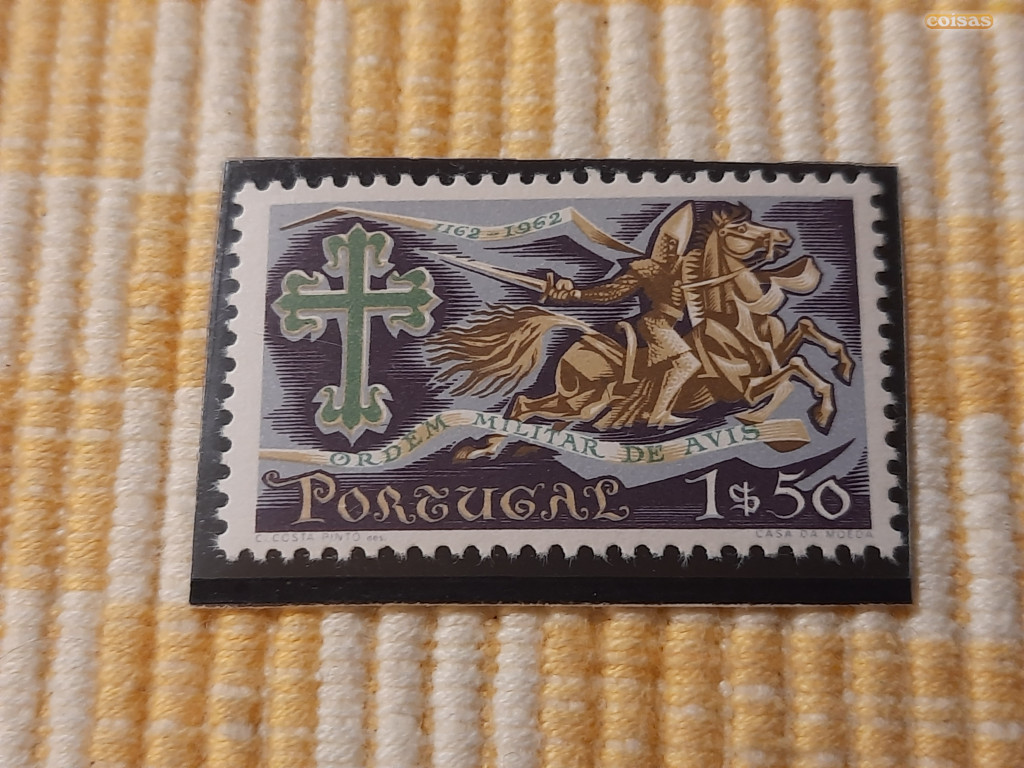 coisas
1162-1962
ORDEM MILITAR DE AVIS
PORTUGAL 1$50
C. COSTA PINTO des. CASA DA MOEDA